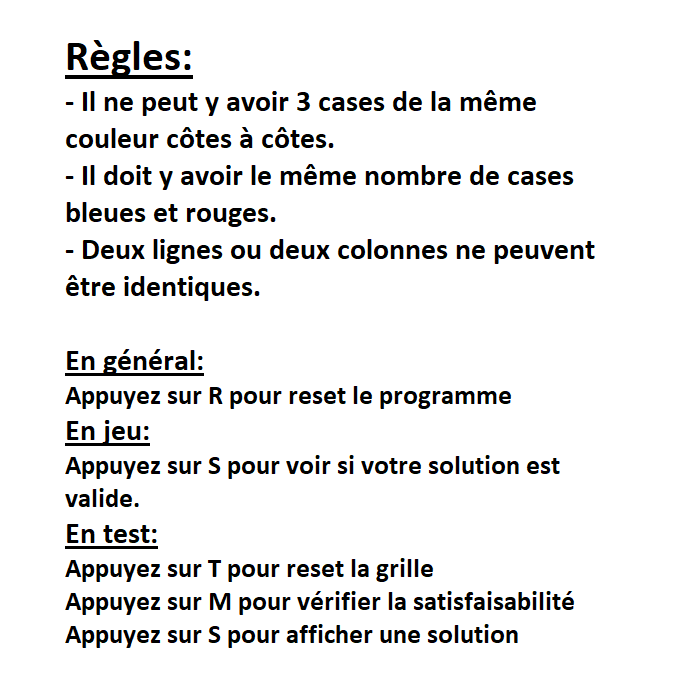 Règles:
- Il ne peut y avoir 3 cases de la même
couleur côtes à côtes.
- Il doit y avoir le même nombre de cases
bleues et rouges.
- Deux lignes ou deux colonnes ne peuvent
être identiques.
En général:
Appuyez sur R pour reset le programme
En jeu:
Appuyez sur S pour voir si votre solution est
valide.
En test:
Appuyez sur T pour reset la grille
Appuyez sur M pour vérifier la satisfaisabilité
Appuyez sur S pour afficher une solution